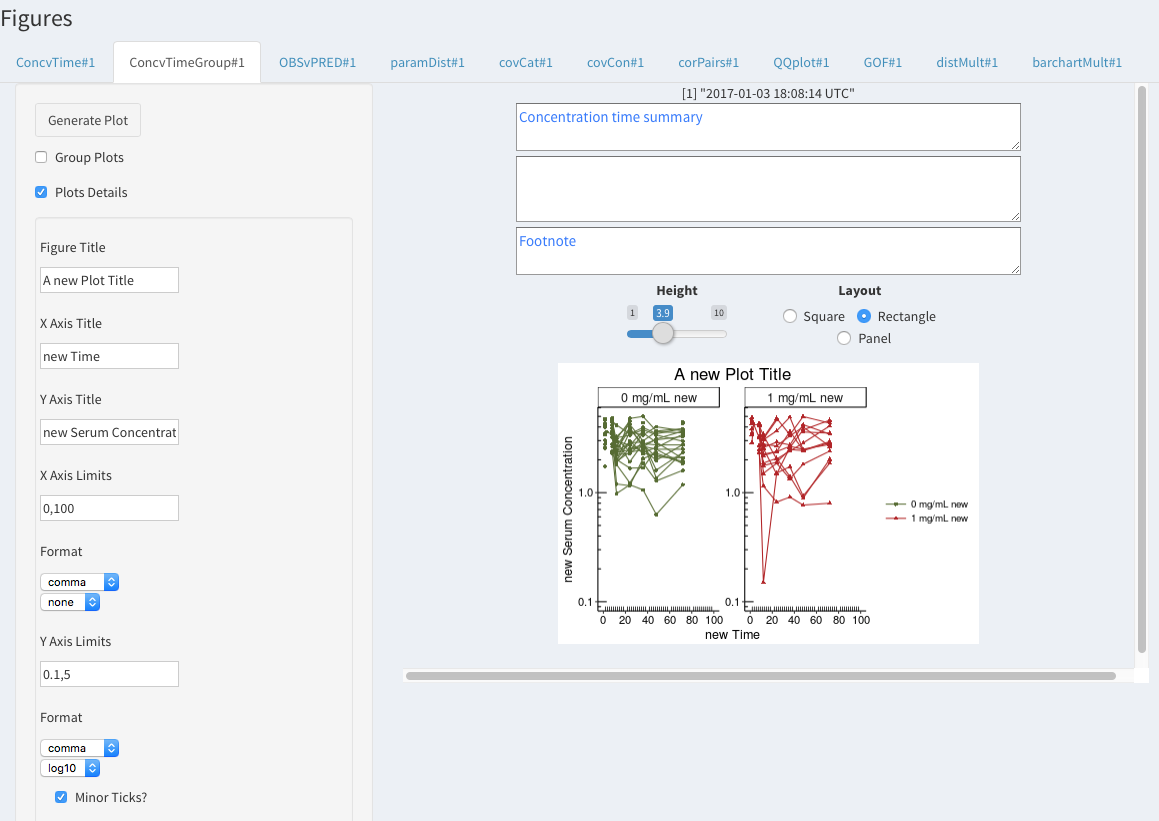 Figures
ConcvTime#1 ConcvTimeGroup#1 OBSvPRED#1 paramDist#1 covCat#1 covCon#1 corPairs#1 QQplot#1 GOF#1 distMult#1 barchartMult#1
Generate Plot
Group Plots
Plots Details
Figure Title
A new Plot Title
X Axis Title
new Time
Y Axis Title
new Serum Concentrat
X Axis Limits
0,100
Format
comma
none
Y Axis Limits
0.1,5
Format
comma
log10
Minor Ticks?
[1] "2017-01-03 18:08:14 UTC"
Concentration time summary
Footnote
Height
1 3.9 10
Layout
Square Rectangle
Panel
A new Plot Title
0 mg/mL new 1 mg/mL new
new Serum Concentration
1.0 1.0
0.1 0.1
0 20 40 60 80 100 0 20 40 60 80 100
new Time
0 mg/mL new
1 mg/mL new